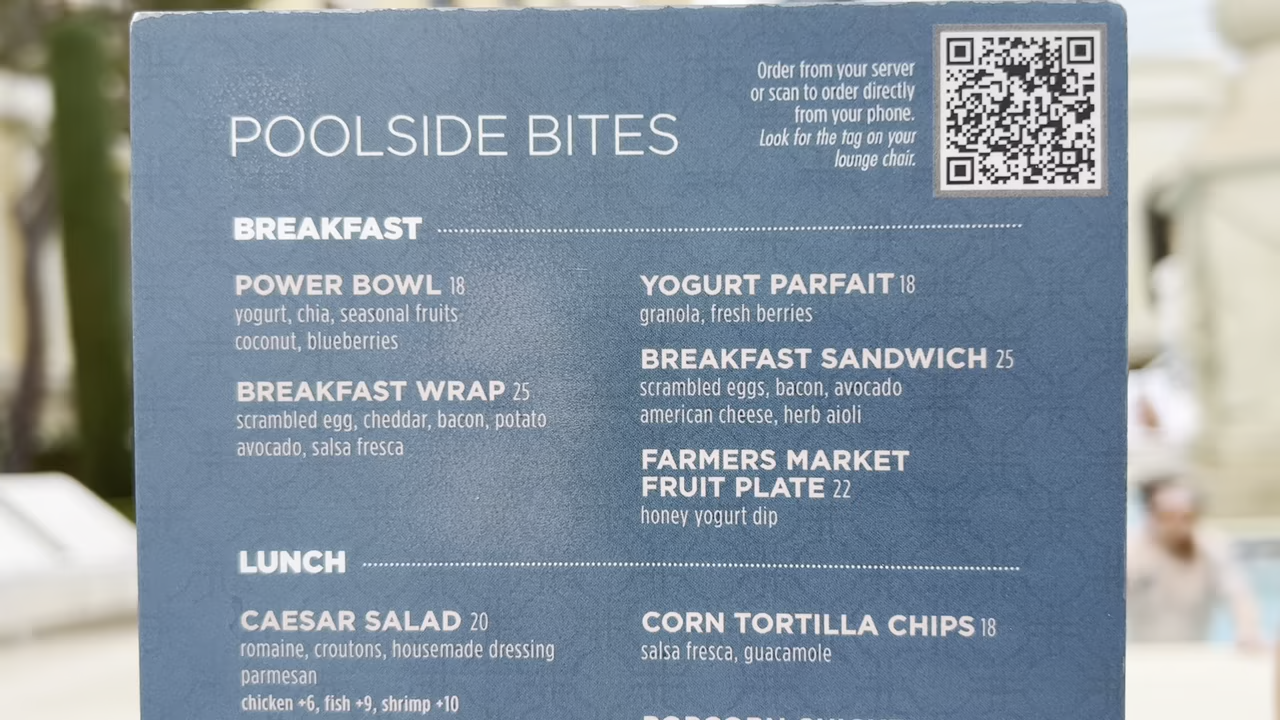 POOLSIDE BITES
Order from your server
or scan to order directly
from your phone.
Look for the tag on your
lounge chair.
BREAKFAST
POWER BOWL 18
yogurt, chia, seasonal fruits
coconut, blueberries
BREAKFAST WRAP 25
scrambled egg, cheddar, bacon, potato
avocado, salsa fresca
YOGURT PARFAIT 18
granola, fresh berries
BREAKFAST SANDWICH 25
scrambled eggs, bacon, avocado
american cheese, herb aioli
FARMERS MARKET
FRUIT PLATE 22
honey yogurt dip
LUNCH
CAESAR SALAD 20
romaine, croutons, housemade dressing
parmesan
chicken +6, fish +9, shrimp +10
CORN TORTILLA CHIPS 18
salsa fresca, guacamole